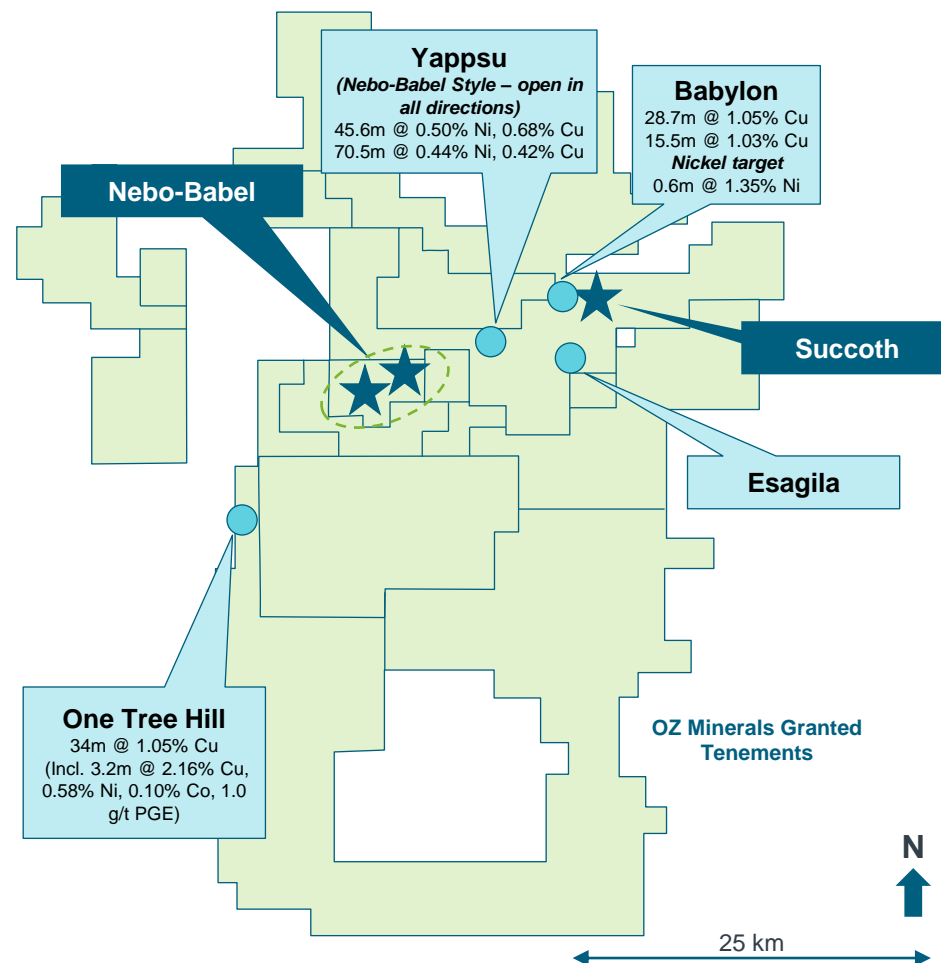 Yappsu
(Nebo-Babel Style – open in
all directions)
45.6m @ 0.50% Ni, 0.68% Cu
70.5m @ 0.44% Ni, 0.42% Cu
Babylon
28.7m @ 1.05% Cu
15.5m @ 1.03% Cu
Nickel target
0.6m @ 1.35% Ni
Nebo-Babel
Succoth
Esagila
One Tree Hill
34m @ 1.05% Cu
(Incl. 3.2m @ 2.16% Cu,
0.58% Ni, 0.10% Co, 1.0
g/t PGE)
OZ Minerals Granted
Tenements
N
25 km